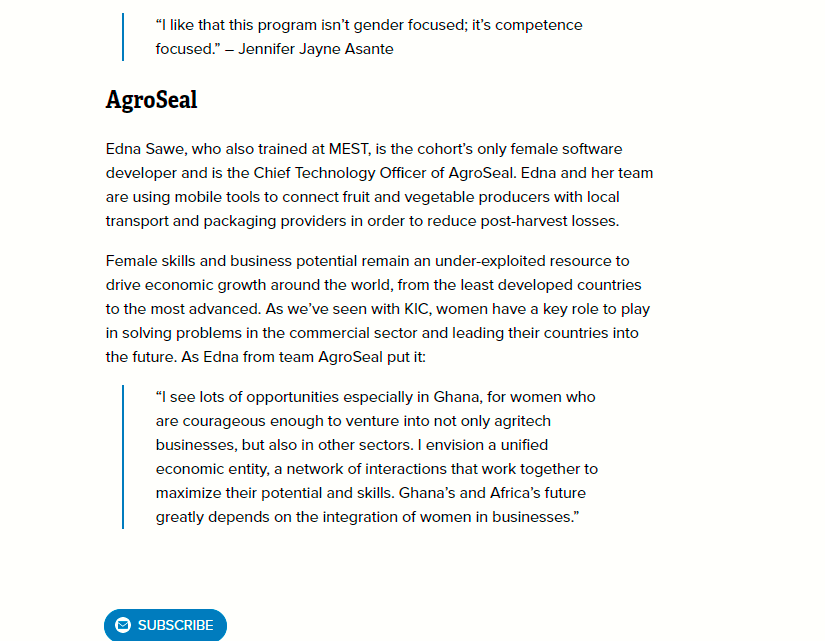 “I like that this program isn’t gender focused; it’s competence
focused.” – Jennifer Jayne Asante
AgroSeal
Edna Sawe, who also trained at MEST, is the cohort’s only female software
developer and is the Chief Technology Officer of AgroSeal. Edna and her team
are using mobile tools to connect fruit and vegetable producers with local
transport and packaging providers in order to reduce post-harvest losses.
Female skills and business potential remain an under-exploited resource to
drive economic growth around the world, from the least developed countries
to the most advanced. As we’ve seen with KIC, women have a key role to play
in solving problems in the commercial sector and leading their countries into
the future. As Edna from team AgroSeal put it:
“I see lots of opportunities especially in Ghana, for women who
are courageous enough to venture into not only agritech
businesses, but also in other sectors. I envision a unified
economic entity, a network of interactions that work together to
maximize their potential and skills. Ghana’s and Africa’s future
greatly depends on the integration of women in businesses.”
SUBSCRIBE